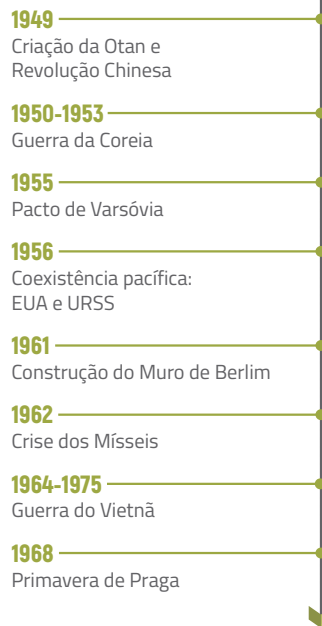 1949
Criação da Otan e
Revolução Chinesa
1950-1953
Guerra da Coreia
1955
Pacto de Varsóvia
1956
Coexistência pacífica:
EUA e URSS
1961
Construção do Muro de Berlim
1962
Crise dos Mísseis
1964-1975
Guerra do Vietnã
1968
Primavera de Praga